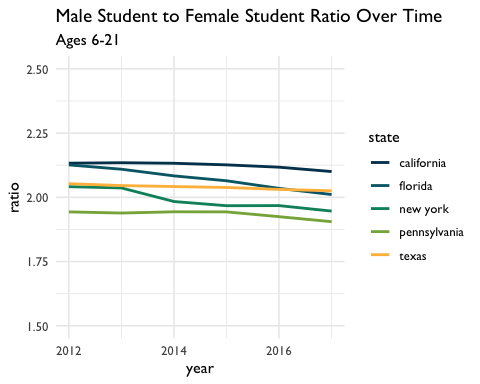 Male Student to Female Student Ratio Over Time
Ages 6-21
2.50
2.25
2.00
1.75
1.50
ratio
2012
2014
2016
year
state
california
florida
new york
pennsylvania
texas